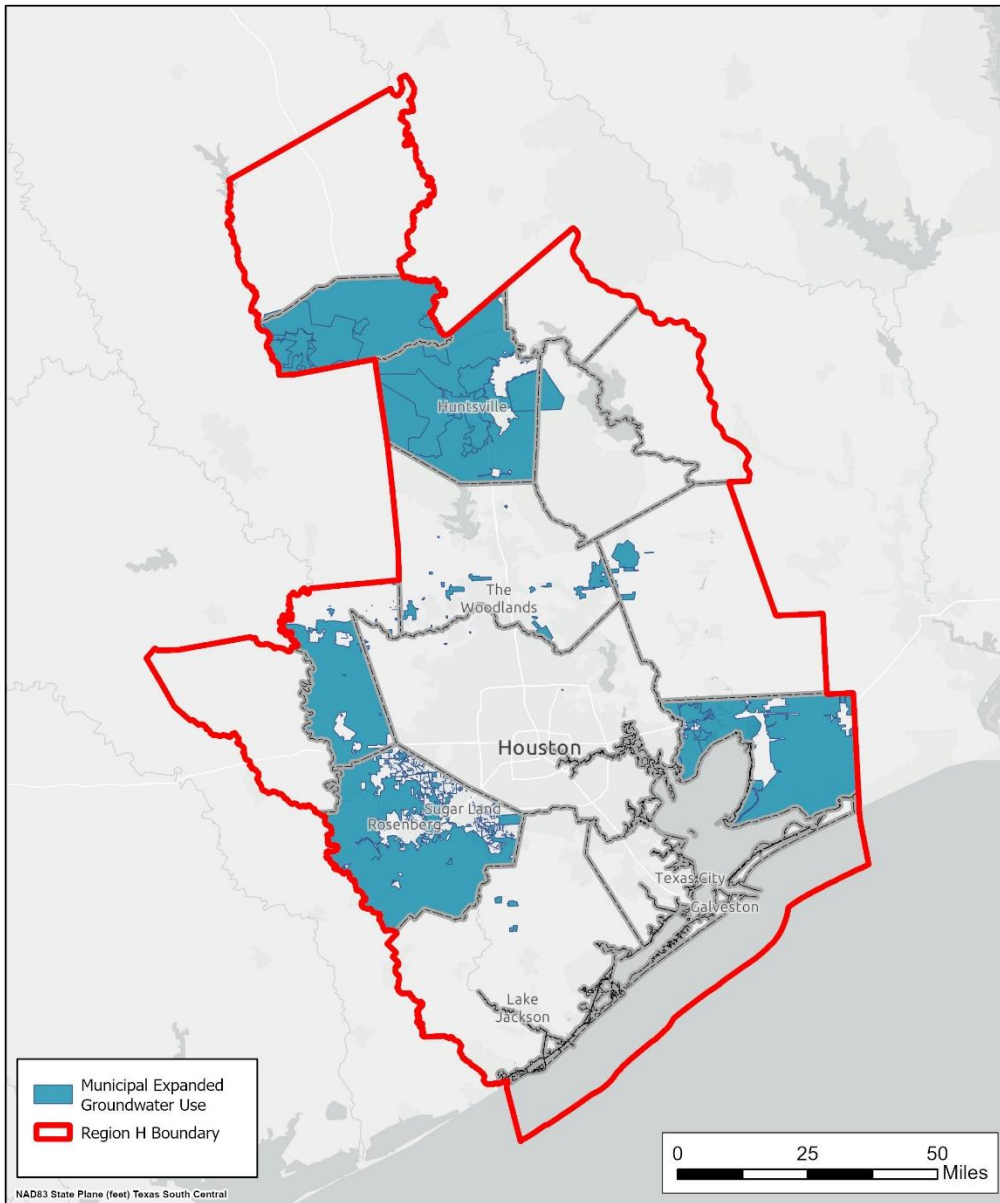 Huntsville
The
Woodlands
Houston
Sugar Land
Rosenberg
Texas City
Galveston
Lake
Jackson
Municipal Expanded
Groundwater Use
Region H Boundary
0 25 50
Miles
NAD83 State Plane (feet) Texas South Central